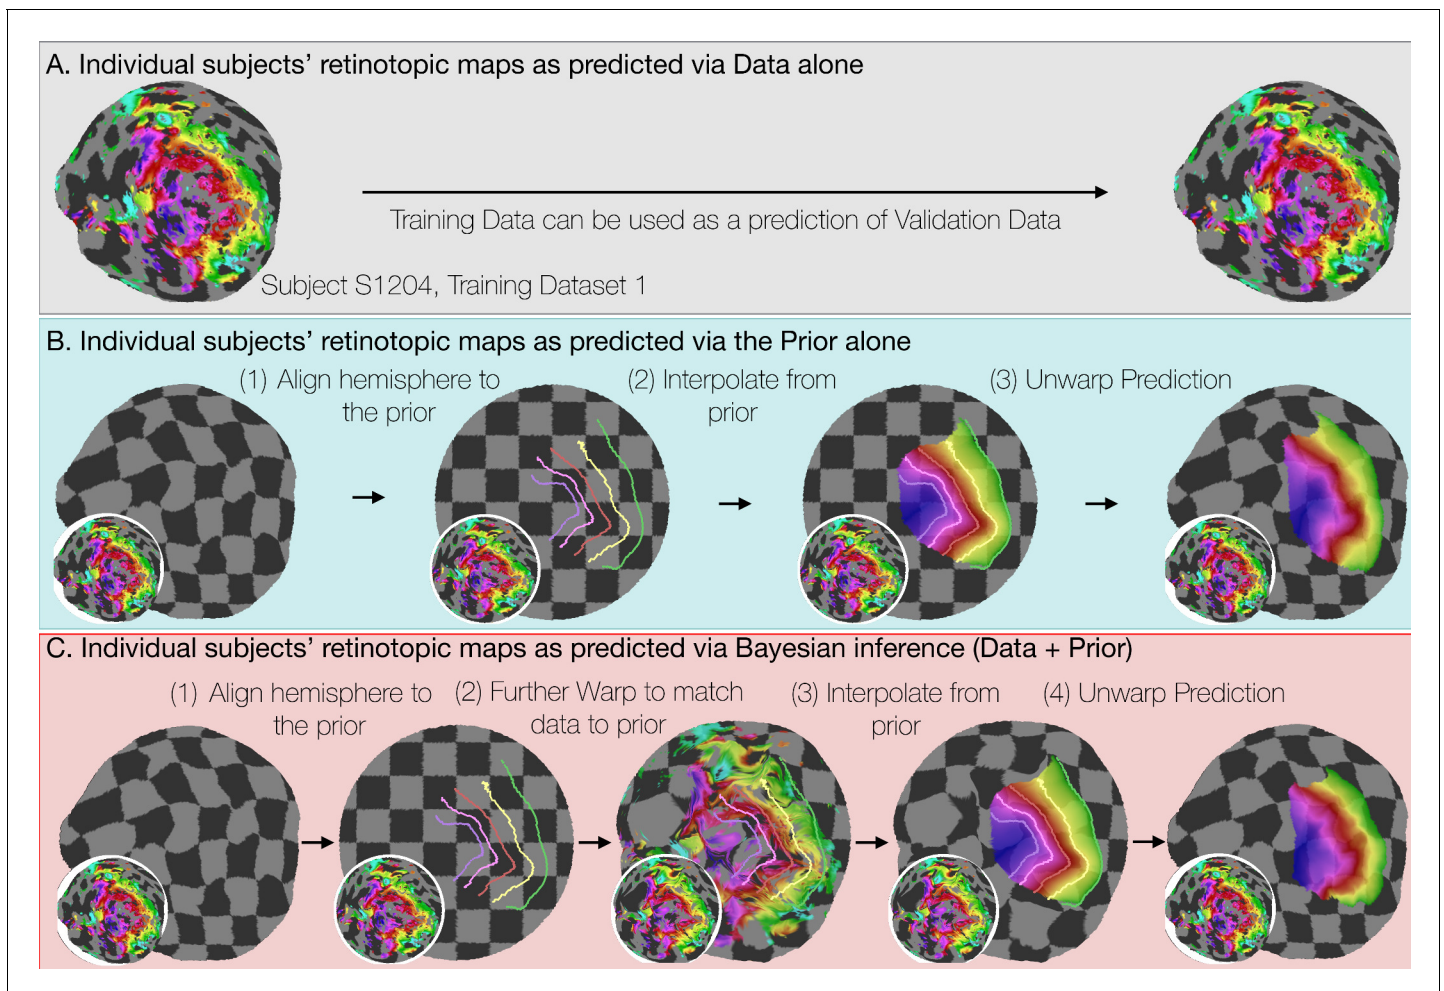 A. Individual subjects’ retinotopic maps as predicted via Data alone
Training Data can be used as a prediction of Validation Data
Subject S1204, Training Dataset 1
B. Individual subjects’ retinotopic maps as predicted via the Prior alone
(1) Align hemisphere to
the prior
(2) Interpolate from
prior
(3) Unwarp Prediction
C. Individual subjects’ retinotopic maps as predicted via Bayesian inference (Data + Prior)
(1) Align hemisphere to
the prior
(2) Further Warp to match
data to prior
(3) Interpolate from
prior
(4) Unwarp Prediction